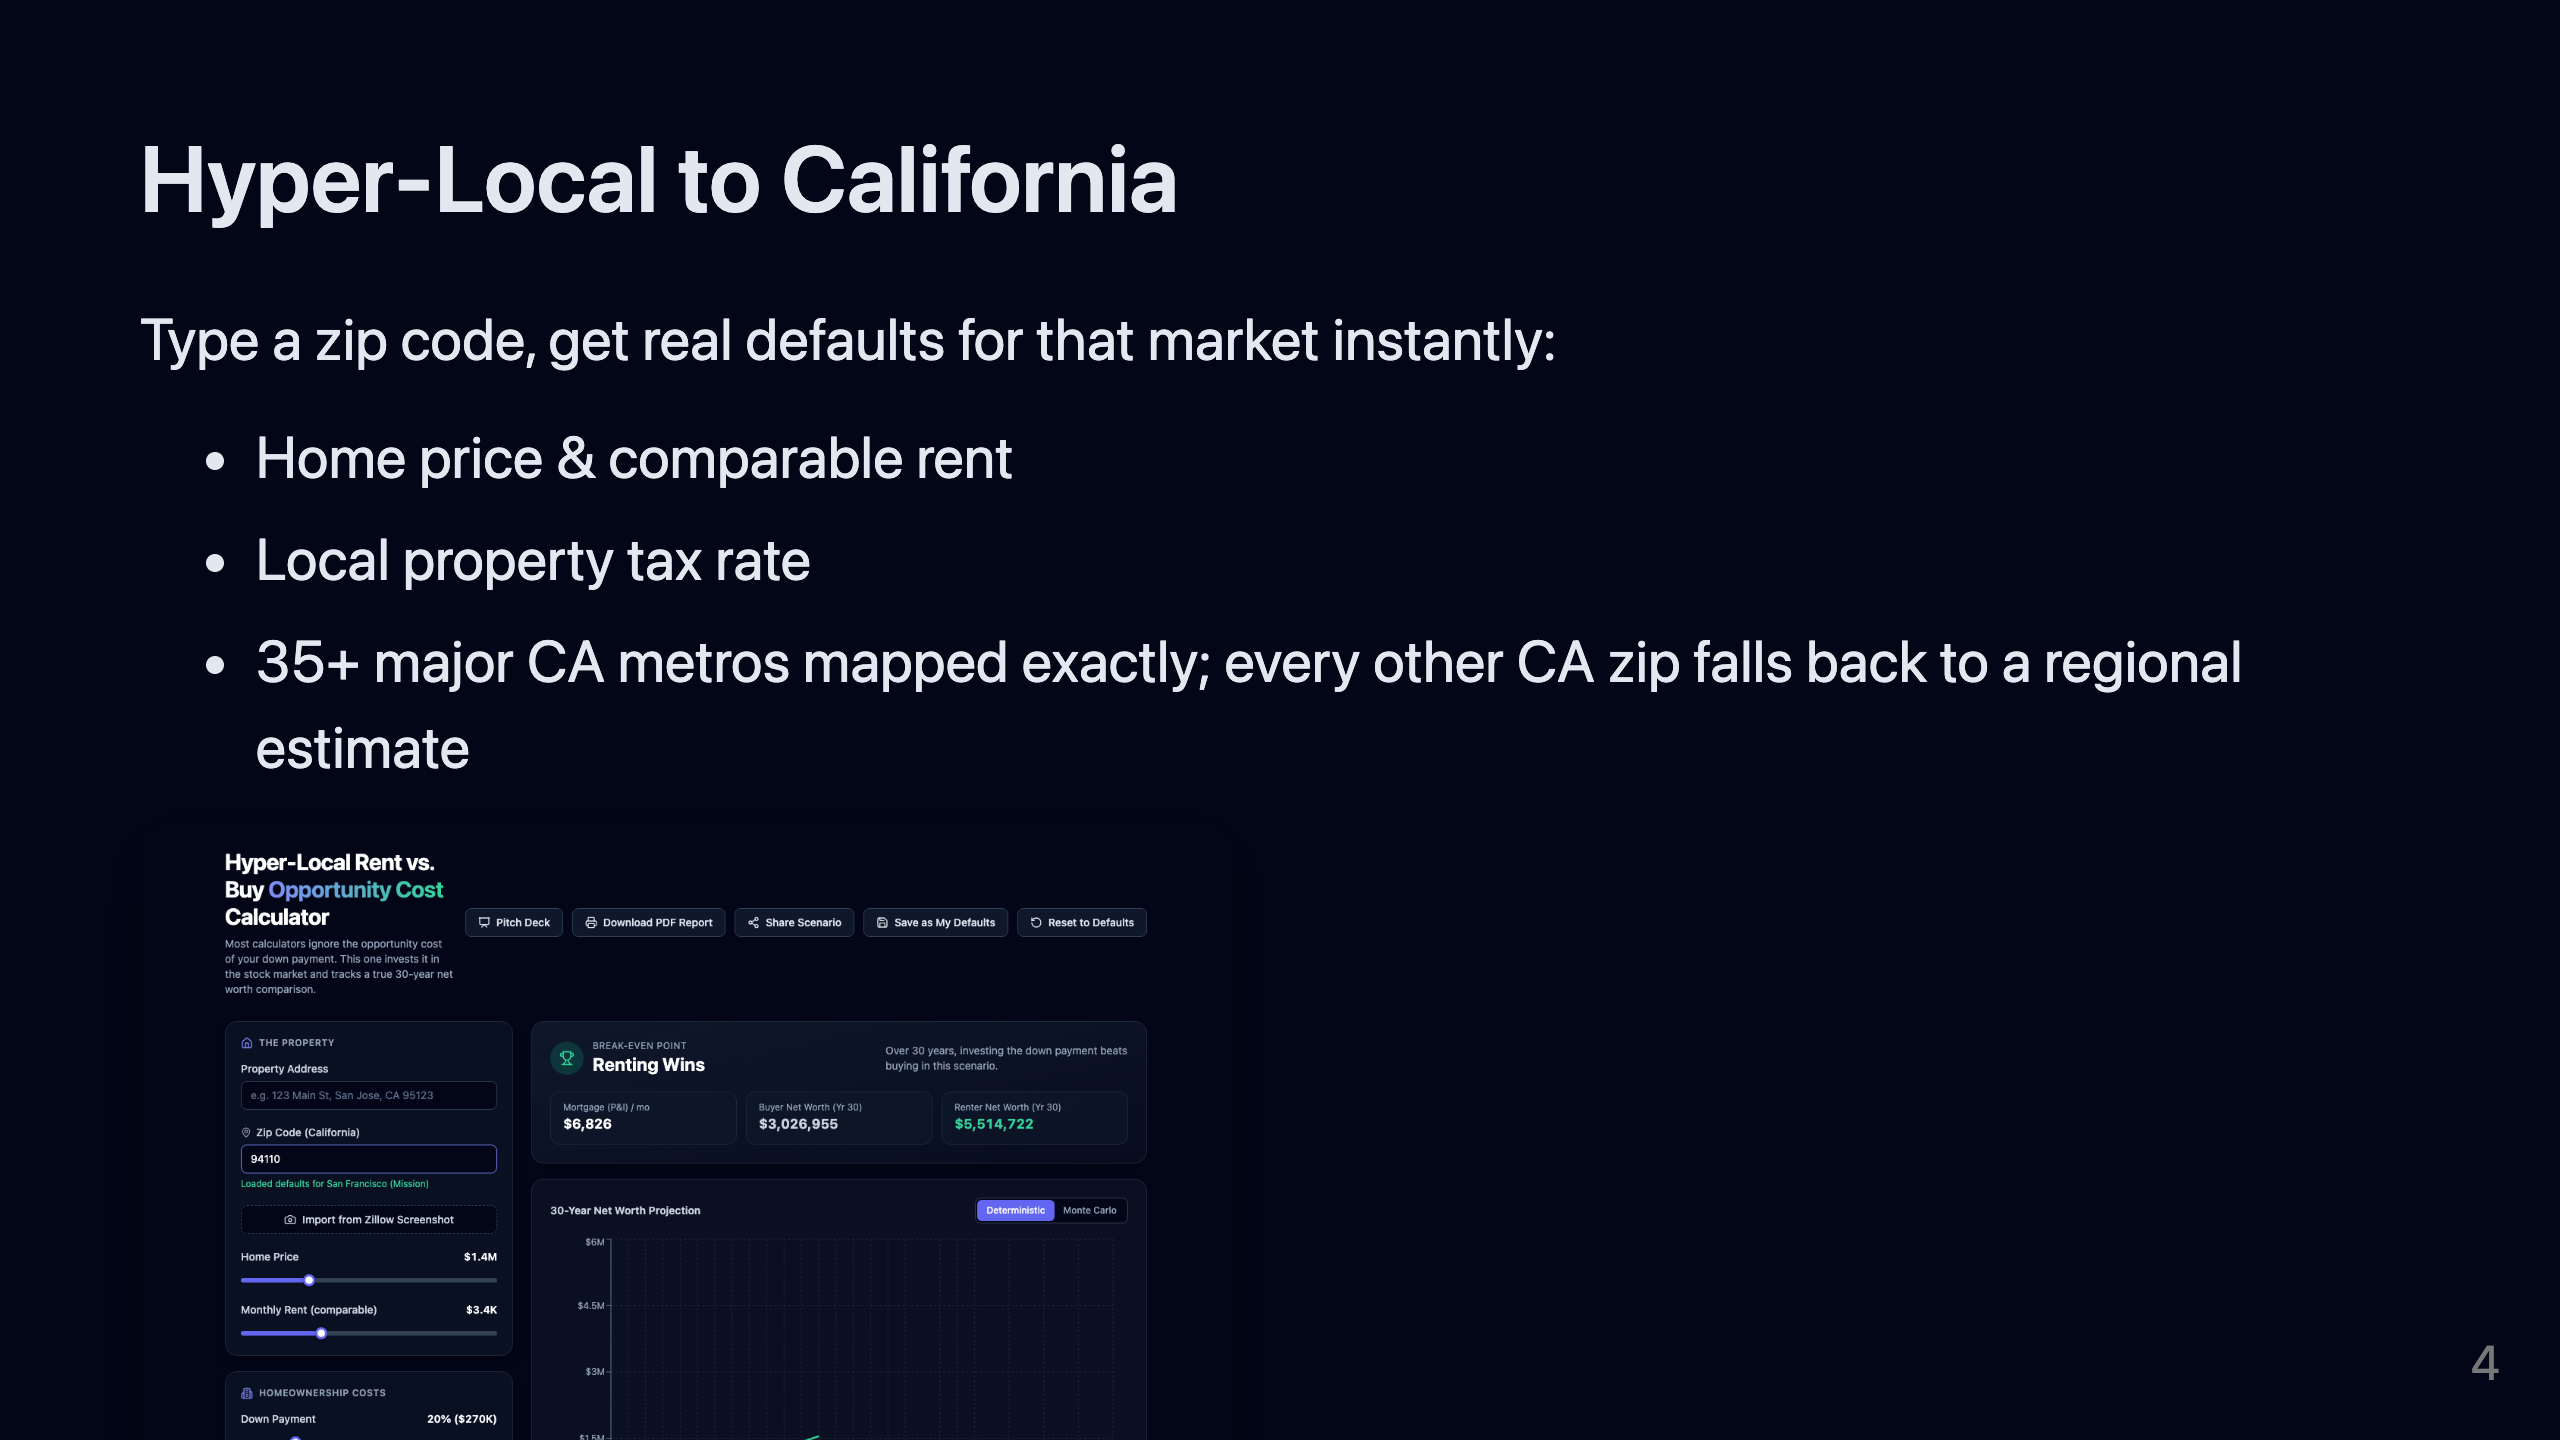 Hyper-Local to California
Type a zip code, get real defaults for that market instantly:
• Home price & comparable rent
• Local property tax rate
• 35+ major CA metros mapped exactly; every other CA zip falls back to a regional
estimate
Hyper-Local Rent vs.
Buy Opportunity Cost
Calculator
Most calculators ignore the opportunity cost
of your down payment. This one invests it in
the stock market and tracks a true 30-year net
worth comparison.
Pitch Deck
Download PDF Report
Share Scenario
Save as My Defaults
Reset to Defaults
THE PROPERTY
Property Address
e.g. 123 Main St, San Jose, CA 95123
Zip Code (California)
94110
Loaded defaults for San Francisco (Mission)
Import from Zillow Screenshot
Home Price $1.4M
Monthly Rent (comparable) $3.4K
HOMEOWNERSHIP COSTS
Down Payment 20% ($270K)
BREAK-EVEN POINT
Renting Wins
Over 30 years, investing the down payment beats
buying in this scenario.
Mortgage (P&I) / mo
$6,826
Buyer Net Worth (Yr 30)
$3,026,955
Renter Net Worth (Yr 30)
$5,514,722
30-Year Net Worth Projection
Deterministic
Monte Carlo
$6M
$4.5M
$3M
$1.5M
4